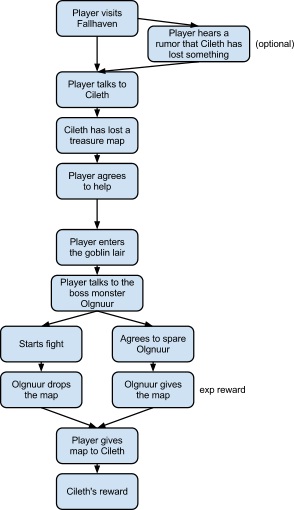 Player visits
Fallhaven
Player hears a
rumor that Cileth has
lost something
(optional)
Player talks to
Cileth
Cileth has lost a
treasure map
Player agrees
to help
Player enters
the goblin lair
Player talks to the
boss monster
Olgnuur
Starts fight
Agrees to spare
Olgnuur
Olgnuur drops
the map
Olgnuur gives
the map
exp reward
Player gives
map to Cileth
Cileth's reward